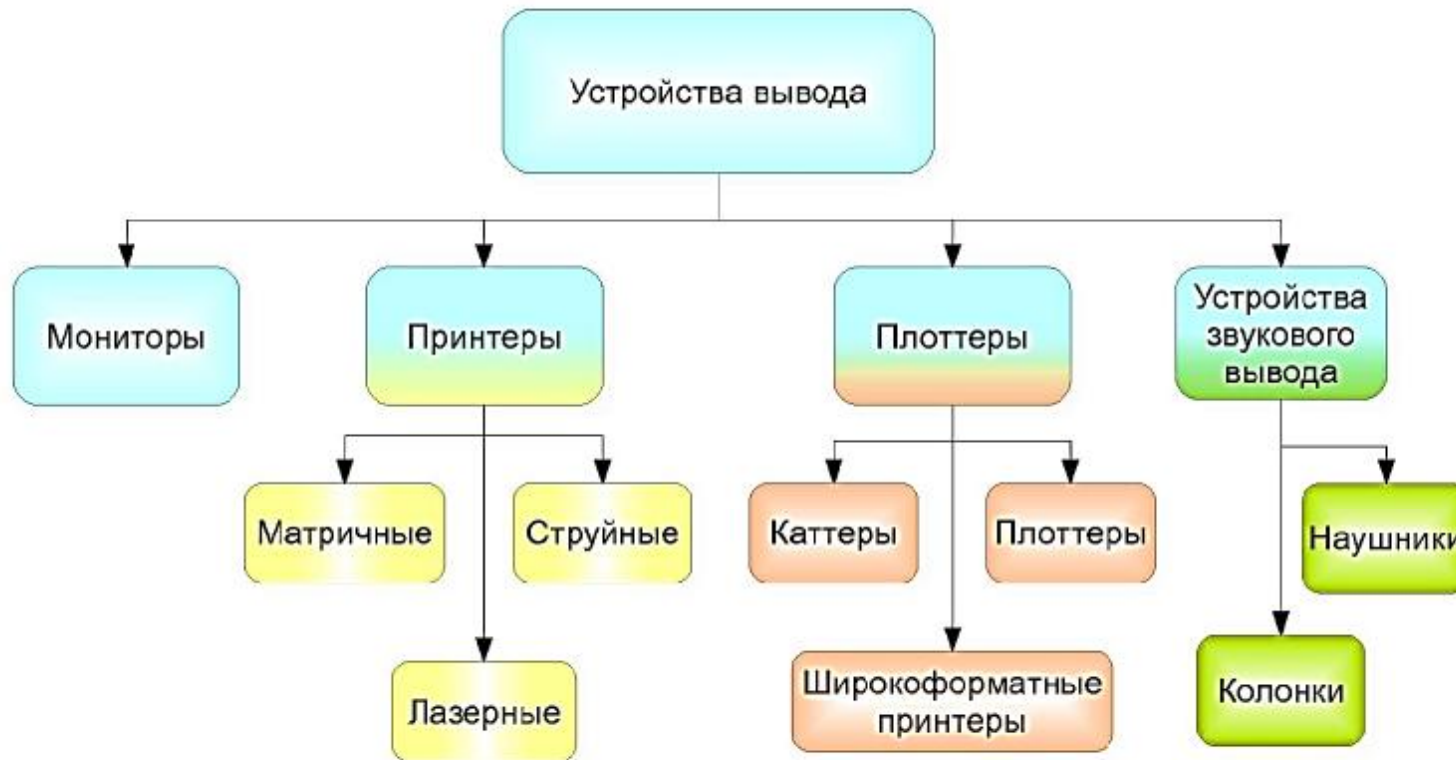 Устройства вывода
Мониторы
Принтеры
Плоттеры
Устройства
звукового
вывода
Матричные
Струйные
Каттеры
Плоттеры
Наушники
Лазерные
Широкоформатные
принтеры
Колонки